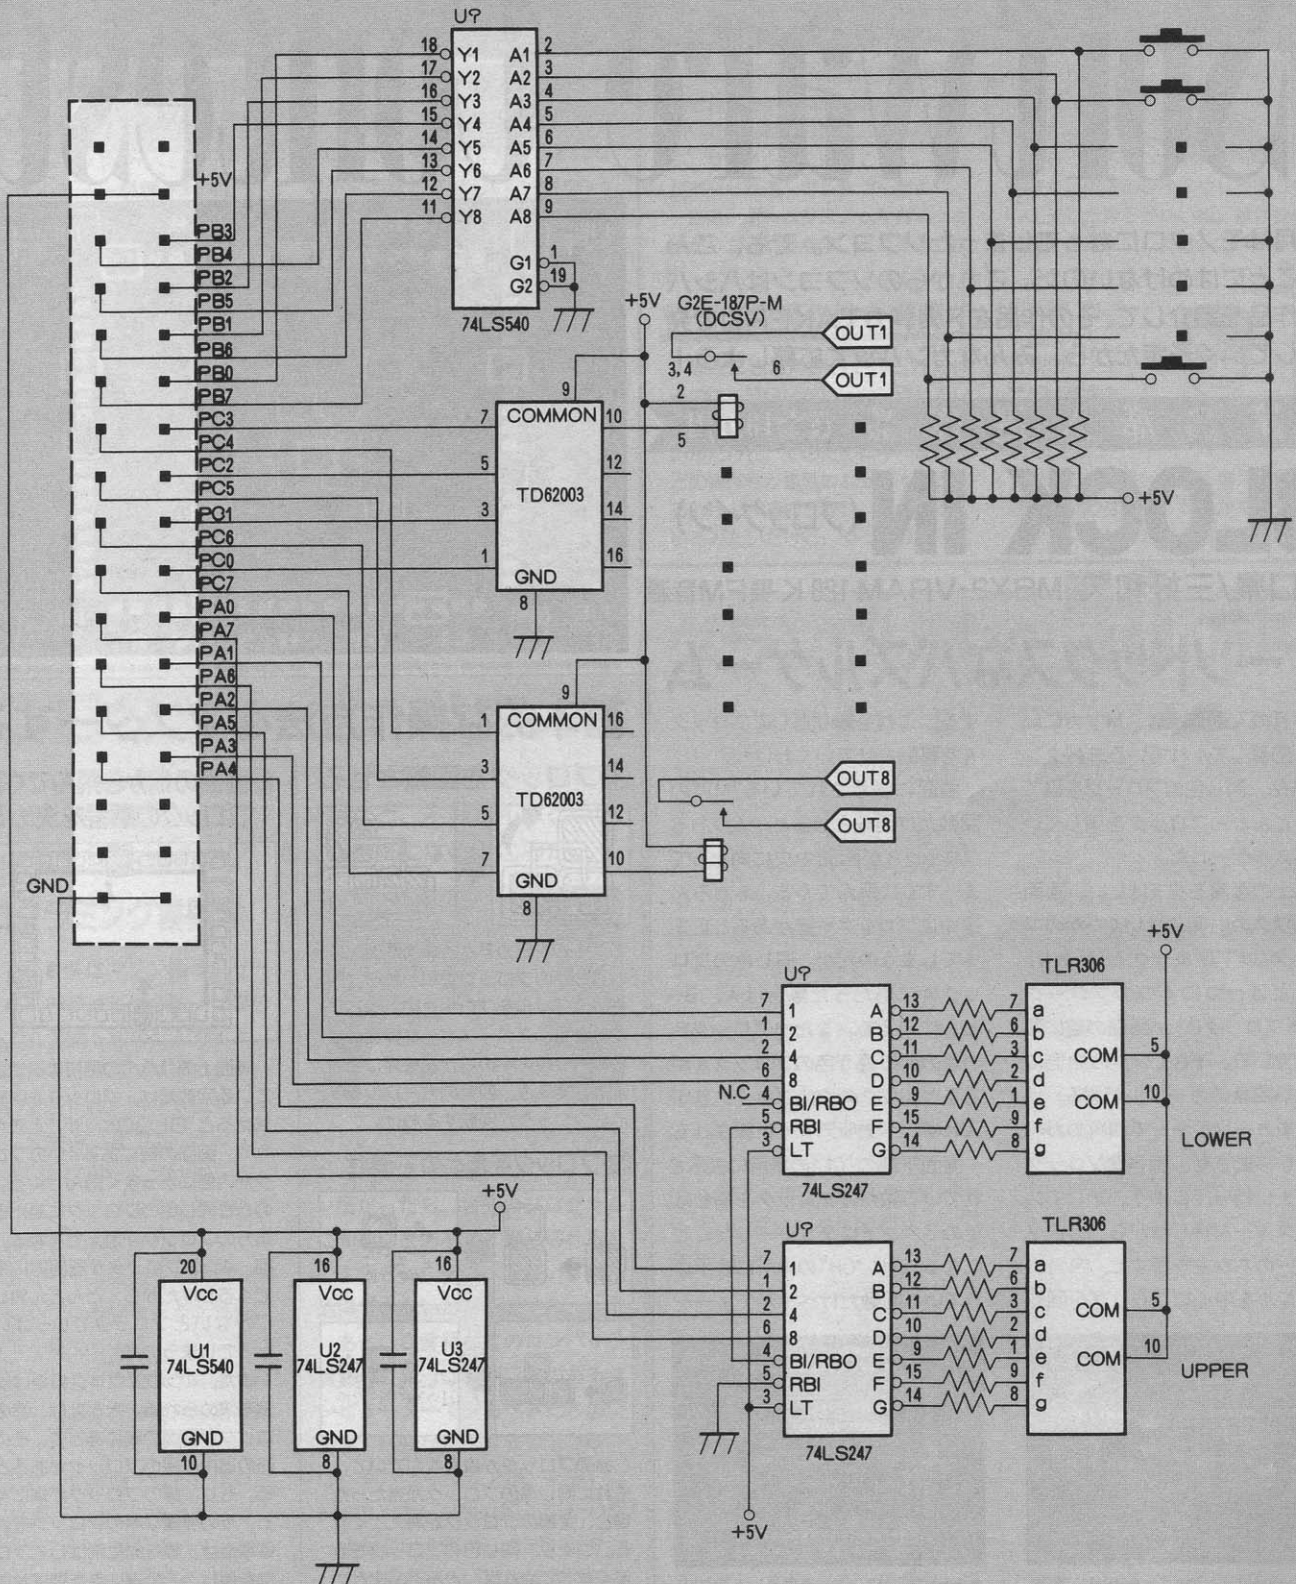 U?
18 Y1 A1 2
17 Y2 A2 3
16 Y3 A3 4
15 Y4 A4 5
14 Y5 A5 6
13 Y6 A6 7
12 Y7 A7 8
11 Y8 A8 9
G1 1
G2 19
74LS540
+5V
PB3
PB4
PB2
PB5
PB1
PB6
PB0
PB7
PC3
PC4
PC2
PC5
PC1
PC6
PC0
PC7
PA0
PA7
PA1
PA6
PA2
PA5
PA3
PA4
GND
+5V
G2E-187P-M
(DCSV)
OUT1
3,4
6
OUT1
2
5
9
7 COMMON 10
5 12
TD62003
3 14
1 16
GND
8
+5V
9
1 COMMON 16
3 14
TD62003
5 12
7 10
GND
8
OUT8
OUT8
+5V
U?
TLR306
7 1 A 13 7 a
1 2 B 12 6 b
2 4 C 11 3 c COM 5
6 8 D 10 2 d
N.C 4 BI/RBO E 9 1 e COM 10
5 RBI F 15 9 f
3 LT G 14 8 g
LOWER
74LS247
U?
TLR306
7 1 A 13 7 a
1 2 B 12 6 b
2 4 C 11 3 c COM 5
6 8 D 10 2 d
4 BI/RBO E 9 1 e COM 10
5 RBI F 15 9 f
3 LT G 14 8 g
UPPER
74LS247
+5V
+5V
20 16 16
Vcc Vcc Vcc
U1 U2 U3
74LS540 74LS247 74LS247
GND GND GND
10 8 8